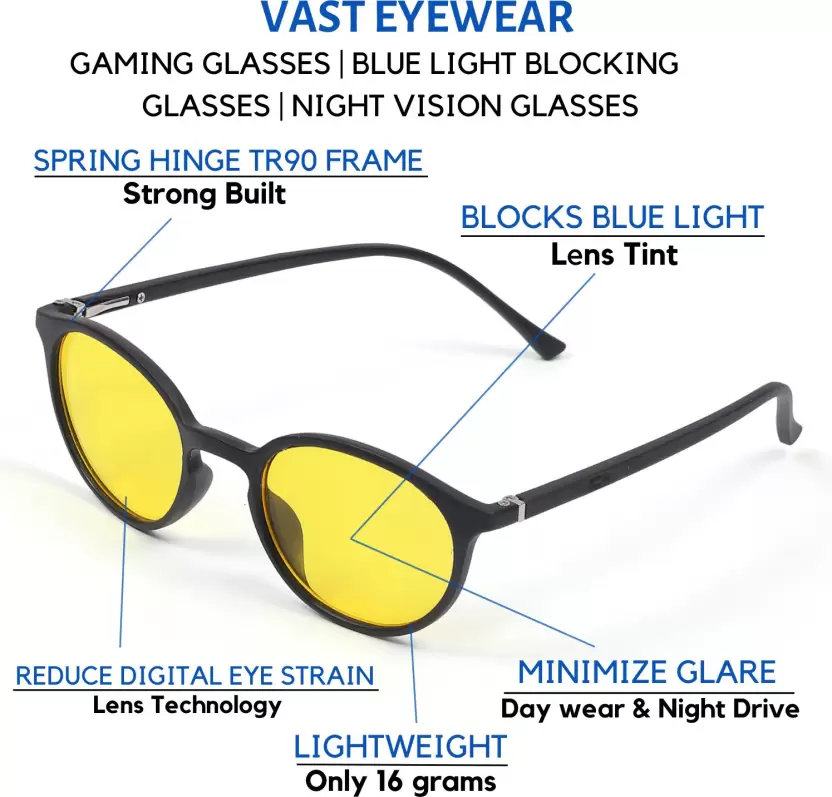 VAST EYEWEAR
GAMING GLASSES | BLUE LIGHT BLOCKING
GLASSES | NIGHT VISION GLASSES
SPRING HINGE TR90 FRAME
Strong Built
BLOCKS BLUE LIGHT
Lens Tint
REDUCE DIGITAL EYE STRAIN
Lens Technology
MINIMIZE GLARE
Day wear & Night Drive
LIGHTWEIGHT
Only 16 grams